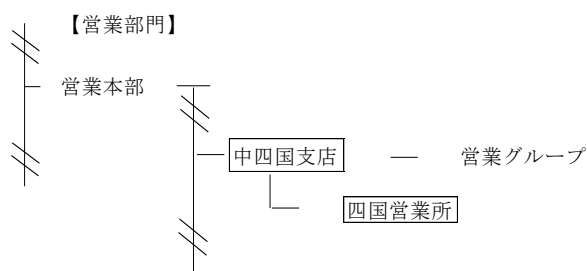 【営業部門】
営業本部
中四国支店 営業グループ
四国営業所